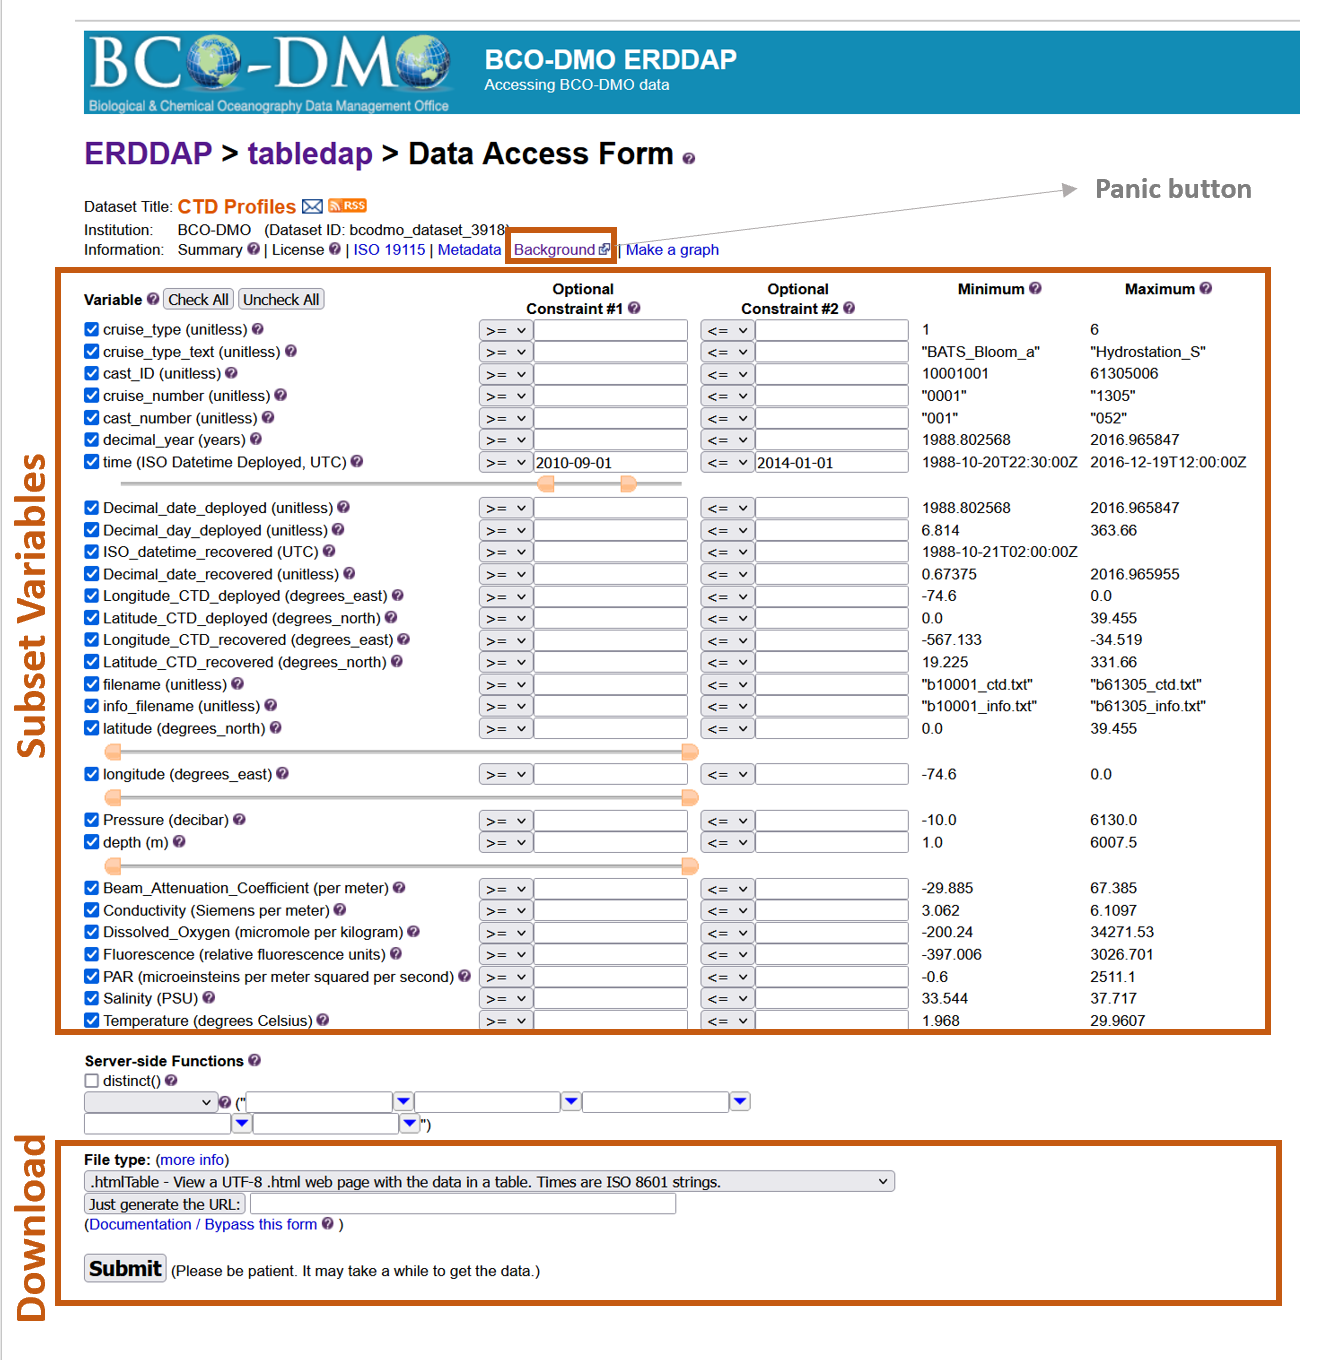 BCO-DMO
Biological & Chemical Oceanography Data Management Office
BCO-DMO ERDDAP
Accessing BCO-DMO data
ERDDAP > tabledap > Data Access Form ?
Panic button
Dataset Title: CTD Profiles RSS
Institution: BCO-DMO (Dataset ID: bcodmo_dataset_3918)
Information: Summary ? | License ? | ISO 19115 | Metadata | Background | Make a graph
Subset Variables
Variable ? Check All Uncheck All Optional Constraint #1 ? Optional Constraint #2 ? Minimum ? Maximum ?
cruise_type (unitless) ? >= <= 1 6
cruise_type_text (unitless) ? >= <= "BATS_Bloom_a" "Hydrostation_S"
cast_ID (unitless) ? >= <= 10001001 61305006
cruise_number (unitless) ? >= <= "0001" "1305"
cast_number (unitless) ? >= <= "001" "052"
decimal_year (years) ? >= <= 1988.802568 2016.965847
time (ISO Datetime Deployed, UTC) ? >= 2010-09-01 <= 2014-01-01 1988-10-20T22:30:00Z 2016-12-19T12:00:00Z
Decimal_date_deployed (unitless) ? >= <= 1988.802568 2016.965847
Decimal_day_deployed (unitless) ? >= <= 6.814 363.66
ISO_datetime_recovered (UTC) ? >= <= 1988-10-21T02:00:00Z
Decimal_date_recovered (unitless) ? >= <= 0.67375 2016.965955
Longitude_CTD_deployed (degrees_east) ? >= <= -74.6 0.0
Latitude_CTD_deployed (degrees_north) ? >= <= 0.0 39.455
Longitude_CTD_recovered (degrees_east) ? >= <= -567.133 -34.519
Latitude_CTD_recovered (degrees_north) ? >= <= 19.225 331.66
filename (unitless) ? >= <= "b10001_ctd.txt" "b61305_ctd.txt"
info_filename (unitless) ? >= <= "b10001_info.txt" "b61305_info.txt"
latitude (degrees_north) ? >= <= 0.0 39.455
longitude (degrees_east) ? >= <= -74.6 0.0
Pressure (decibar) ? >= <= -10.0 6130.0
depth (m) ? >= <= 1.0 6007.5
Beam_Attenuation_Coefficient (per meter) ? >= <= -29.885 67.385
Conductivity (Siemens per meter) ? >= <= 3.062 6.1097
Dissolved_Oxygen (micromole per kilogram) ? >= <= -200.24 34271.53
Fluorescence (relative fluorescence units) ? >= <= -397.006 3026.701
PAR (microeinsteins per meter squared per second) ? >= <= -0.6 2511.1
Salinity (PSU) ? >= <= 33.544 37.717
Temperature (degrees Celsius) ? >= <= 1.968 29.9607
Server-side Functions ?
distinct() ?
? ("
")
Download
File type: (more info)
.htmlTable - View a UTF-8 .html web page with the data in a table. Times are ISO 8601 strings.
Just generate the URL:
(Documentation / Bypass this form ? )
Submit (Please be patient. It may take a while to get the data.)